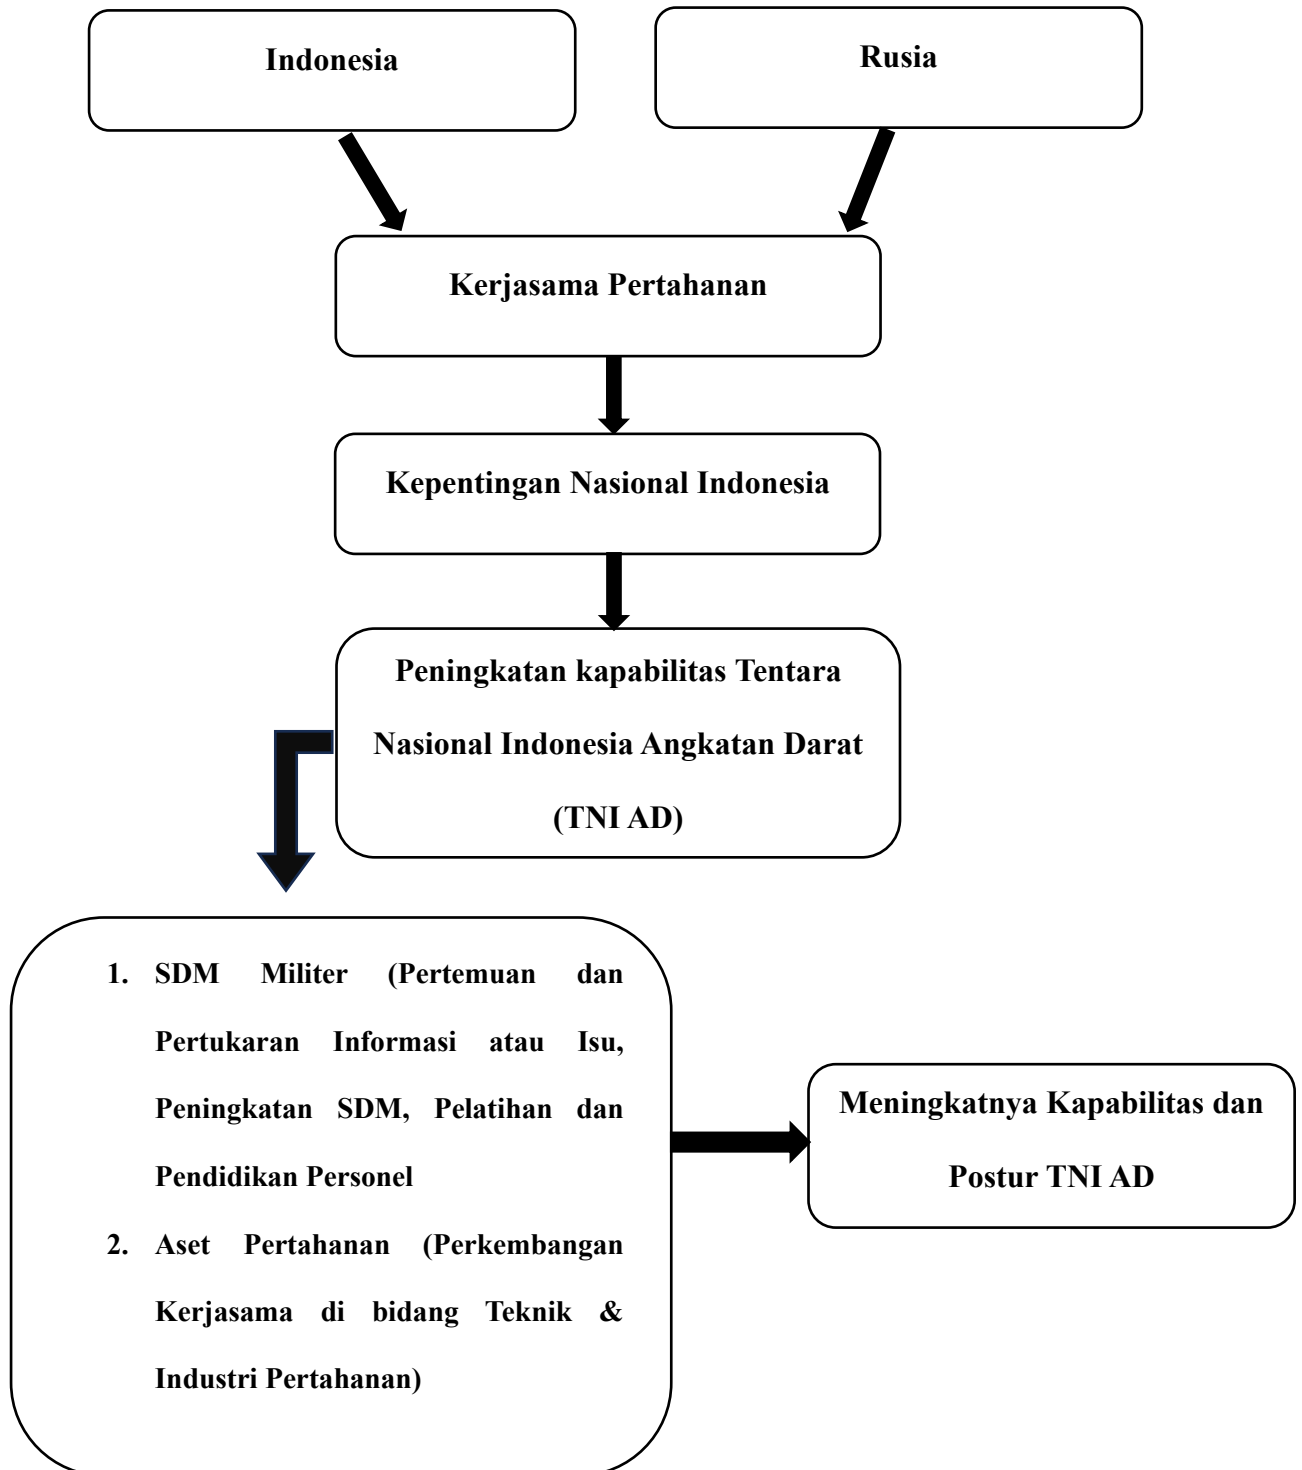 Indonesia
Rusia
Kerjasama Pertahanan
Kepentingan Nasional Indonesia
Peningkatan kapabilitas Tentara
Nasional Indonesia Angkatan Darat
(TNI AD)
1. SDM Militer (Pertemuan dan
Pertukaran Informasi atau Isu,
Peningkatan SDM, Pelatihan dan
Pendidikan Personel
2. Aset Pertahanan (Perkembangan
Kerjasama di bidang Teknik &
Industri Pertahanan)
Meningkatnya Kapabilitas dan
Postur TNI AD